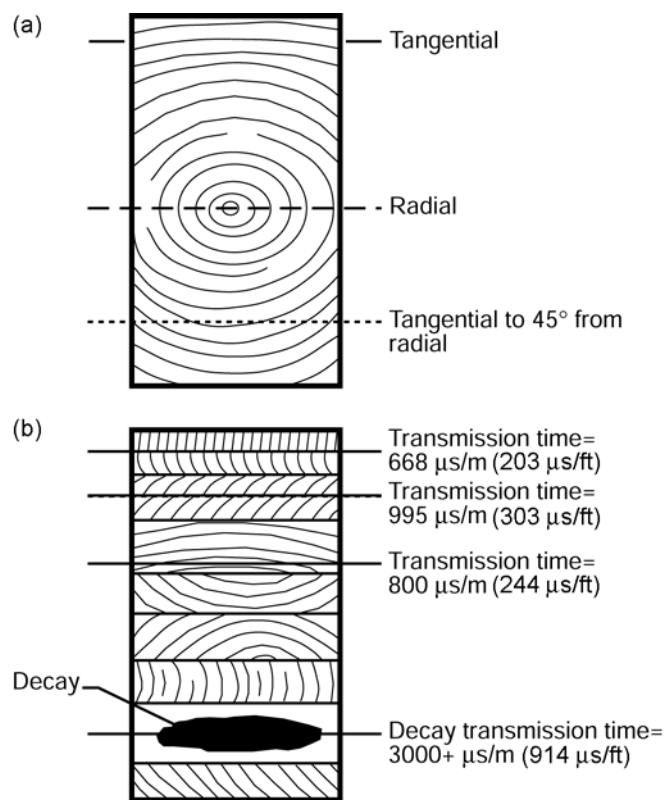 (a)
Tangential
Radial
Tangential to 45° from
radial
(b)
Transmission time=
668 μs/m (203 μs/ft)
Transmission time=
995 μs/m (303 μs/ft)
Transmission time=
800 μs/m (244 μs/ft)
Decay
Decay transmission time=
3000+ μs/m (914 μs/ft)